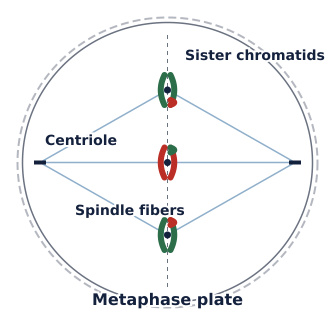 Sister chromatids
Centriole
Spindle fibers
Metaphase plate